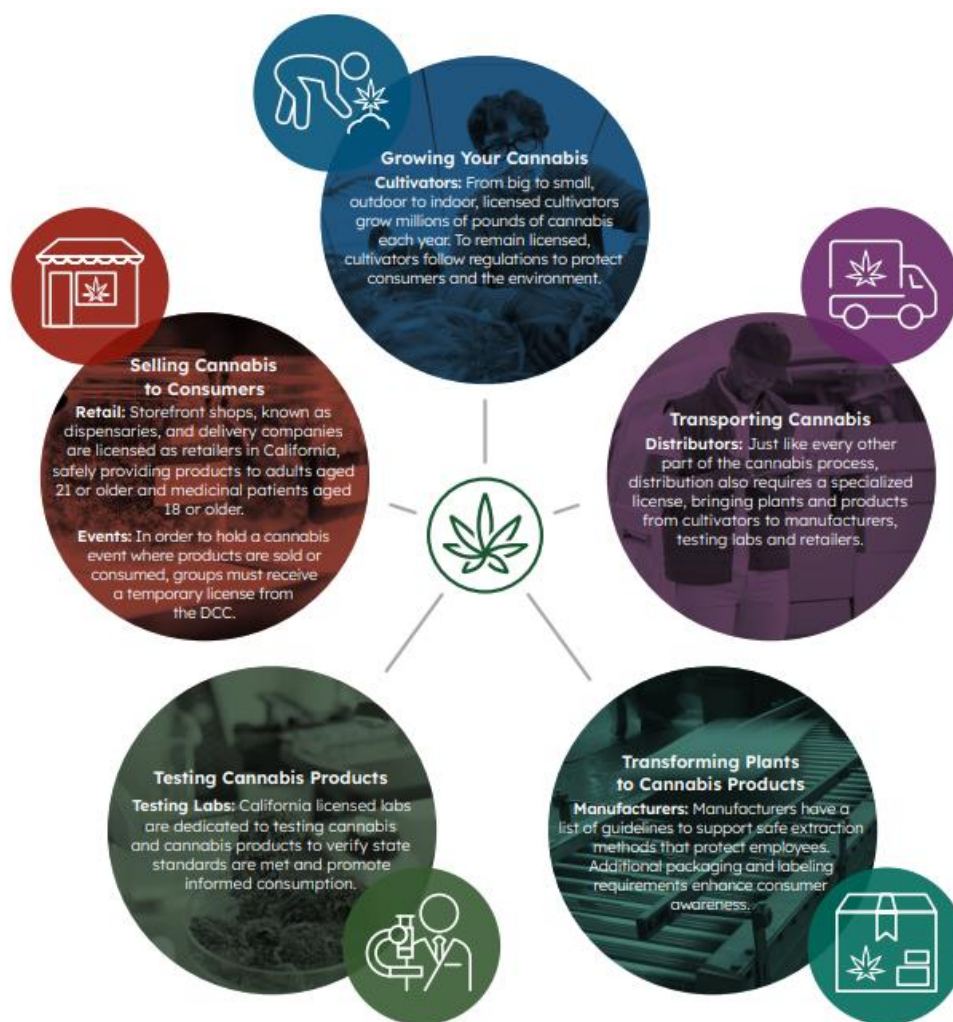 Growing Your Cannabis
Cultivators: From big to small,
outdoor to indoor, licensed cultivators
grow millions of pounds of cannabis
each year. To remain licensed,
cultivators follow regulations to protect
consumers and the environment.
Selling Cannabis
to Consumers
Retail: Storefront shops, known as
dispensaries, and delivery companies
are licensed as retailers in California,
safely providing products to adults aged
21 or older and medicinal patients aged
18 or older.
Events: In order to hold a cannabis
event where products are sold or
consumed, groups must receive
a temporary license from
the DCC.
Transporting Cannabis
Distributors: Just like every other
part of the cannabis process,
distribution also requires a specialized
license, bringing plants and products
from cultivators to manufacturers,
testing labs and retailers.
Testing Cannabis Products
Testing Labs: California licensed labs
are dedicated to testing cannabis
and cannabis products to verify state
standards are met and promote
informed consumption.
Transforming Plants
to Cannabis Products
Manufacturers: Manufacturers have a
list of guidelines to support safe extraction
methods that protect employees.
Additional packaging and labeling
requirements enhance consumer
awareness.